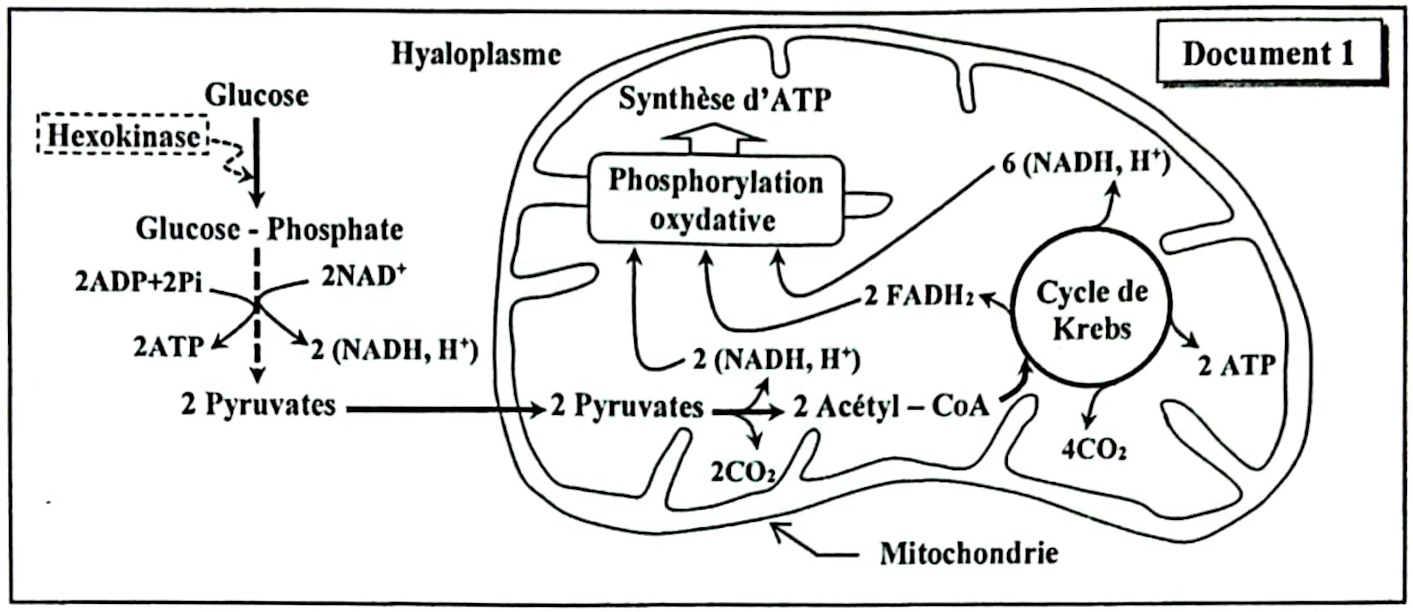 Document 1
Hyaloplasme
Glucose
Hexokinase
Glucose - Phosphate
2ADP+2Pi
2NAD⁺
2ATP
2 (NADH, H⁺)
2 Pyruvates
Synthèse d'ATP
Phosphorylation
oxydative
6 (NADH, H⁺)
2 FADH₂
Cycle de
Krebs
2 (NADH, H⁺)
2 ATP
2 Pyruvates
2 Acétyl – CoA
2CO₂
4CO₂
Mitochondrie